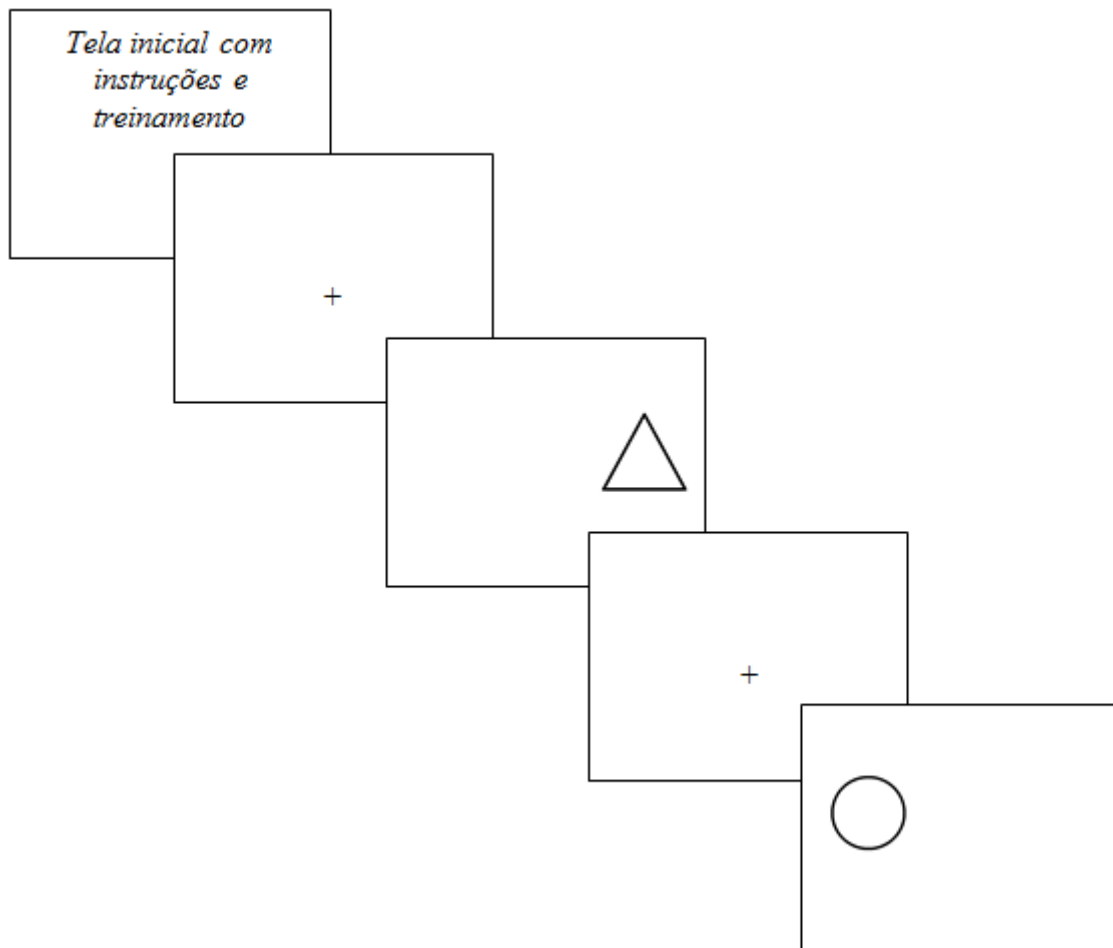 Tela inicial com
instruções e
treinamento
+
+